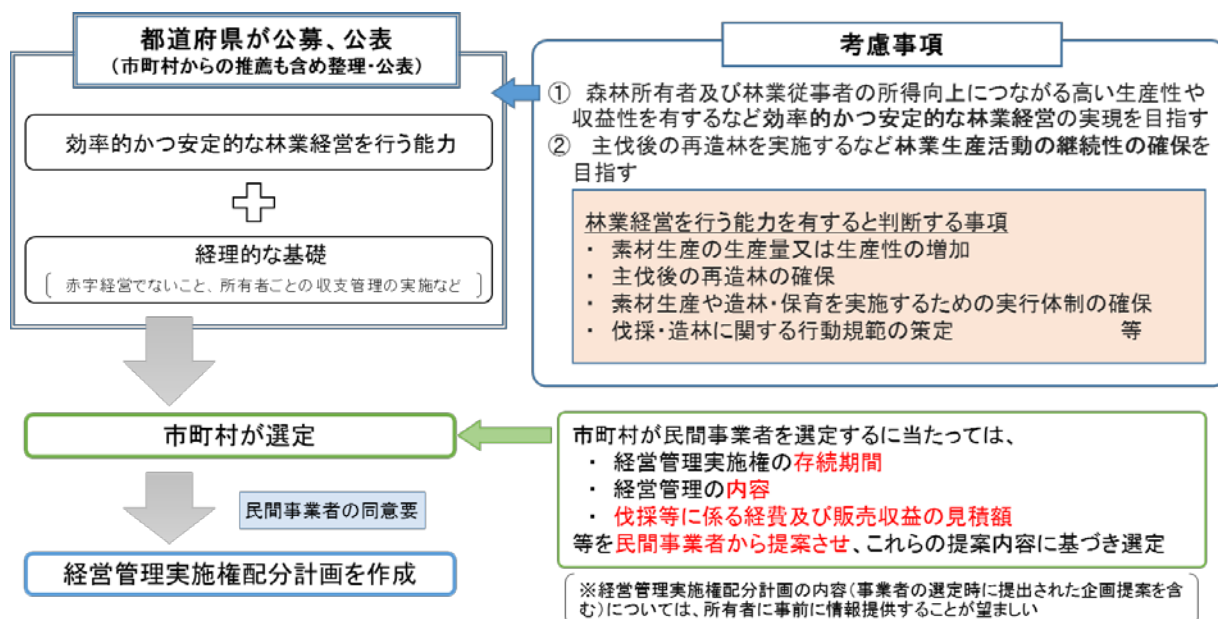 都道府県が公募、公表
(市町村からの推薦も含め整理・公表)
効率的かつ安定的な林業経営を行う能力
経理的な基礎
赤字経営でないこと、所有者ごとの収支管理の実施など
考慮事項
① 森林所有者及び林業従事者の所得向上につながる高い生産性や
収益性を有するなど効率的かつ安定的な林業経営の実現を目指す
② 主伐後の再造林を実施するなど林業生産活動の継続性の確保を
目指す
林業経営を行う能力を有すると判断する事項
・ 素材生産の生産量又は生産性の増加
・ 主伐後の再造林の確保
・ 素材生産や造林・保育を実施するための実行体制の確保
・ 伐採・造林に関する行動規範の策定 等
市町村が選定
市町村が民間事業者を選定するに当たっては、
・ 経営管理実施権の存続期間
・ 経営管理の内容
・ 伐採等に係る経費及び販売収益の見積額
等を民間事業者から提案させ、これらの提案内容に基づき選定
民間事業者の同意要
経営管理実施権配分計画を作成
※経営管理実施権配分計画の内容(事業者の選定時に提出された企画提案を含
む)については、所有者に事前に情報提供することが望ましい